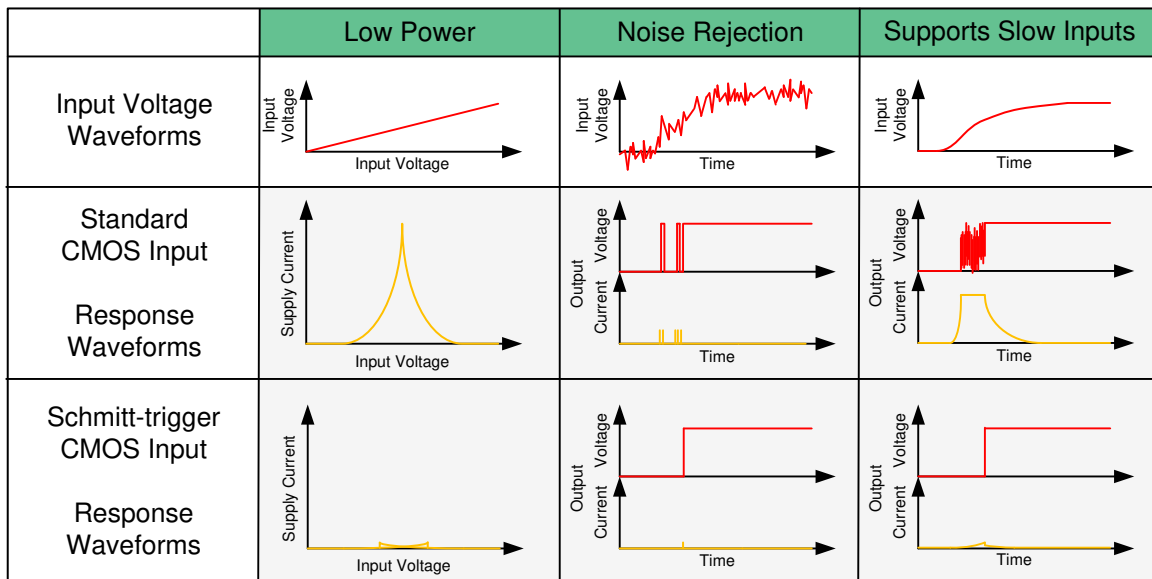 Low Power
Noise Rejection
Supports Slow Inputs
Input Voltage
Waveforms
Input
Voltage
Input Voltage
Input
Voltage
Time
Input
Voltage
Time
Standard
CMOS Input
Response
Waveforms
Supply Current
Input Voltage
Output
Voltage
Current
Time
Output
Voltage
Current
Time
Schmitt-trigger
CMOS Input
Response
Waveforms
Supply Current
Input Voltage
Output
Voltage
Current
Time
Output
Voltage
Current
Time